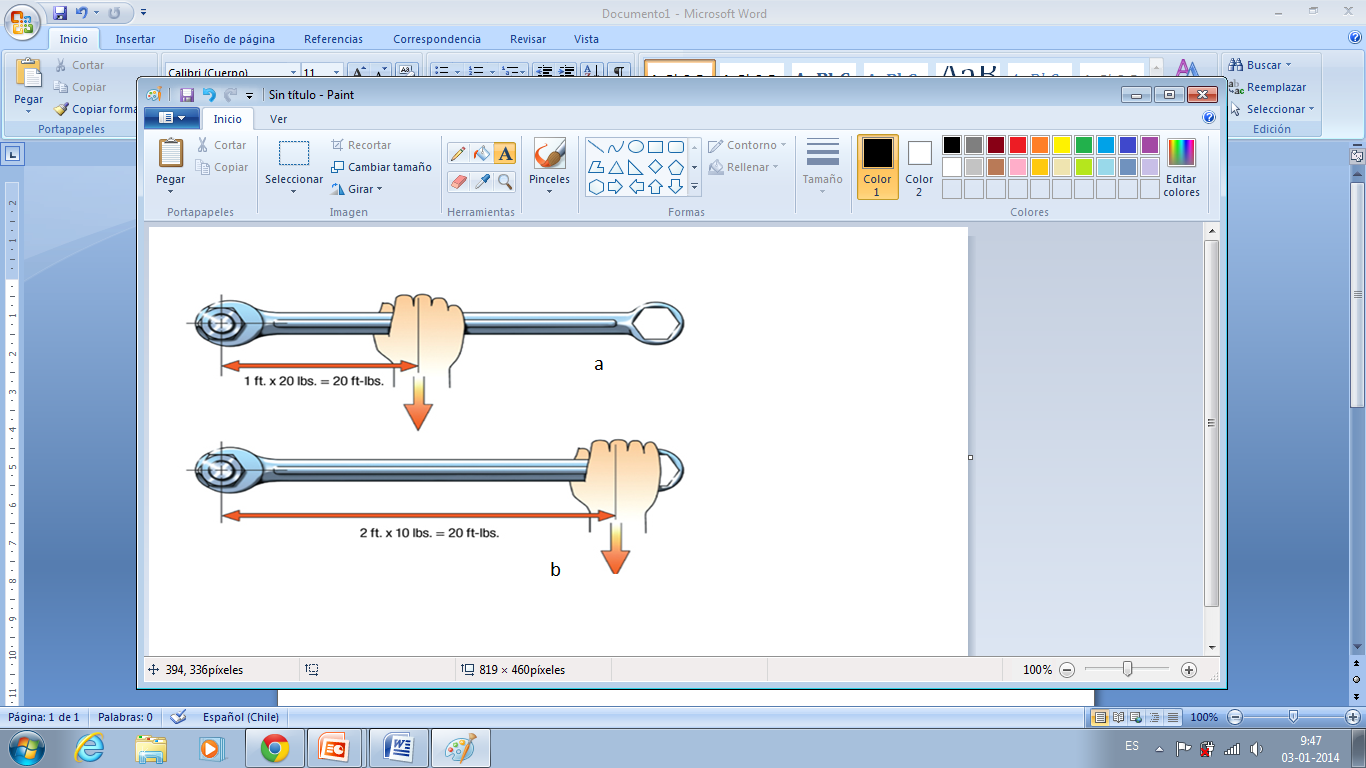 Documento1 - Microsoft Word
Inicio Insertar Diseño de página Referencias Correspondencia Revisar Vista
Pegar
Cortar
Copiar
Copiar forma
Portapapeles
Calibri (Cuerpo) 11
Buscar
Reemplazar
Seleccionar
Edición
Sin título - Paint
Inicio Ver
Pegar
Cortar
Copiar
Portapapeles
Seleccionar
Recortar
Cambiar tamaño
Girar
Imagen
A
Herramientas
Pinceles
Contorno
Rellenar
Formas
Tamaño
Color 1
Color 2
Editar colores
Colores
1 ft. x 20 lbs. = 20 ft-lbs.
a
2 ft. x 10 lbs. = 20 ft-lbs.
b
394, 336píxeles
819 × 460píxeles
100%
Página: 1 de 1 Palabras: 0 Español (Chile)
100%
ES
9:47
03-01-2014